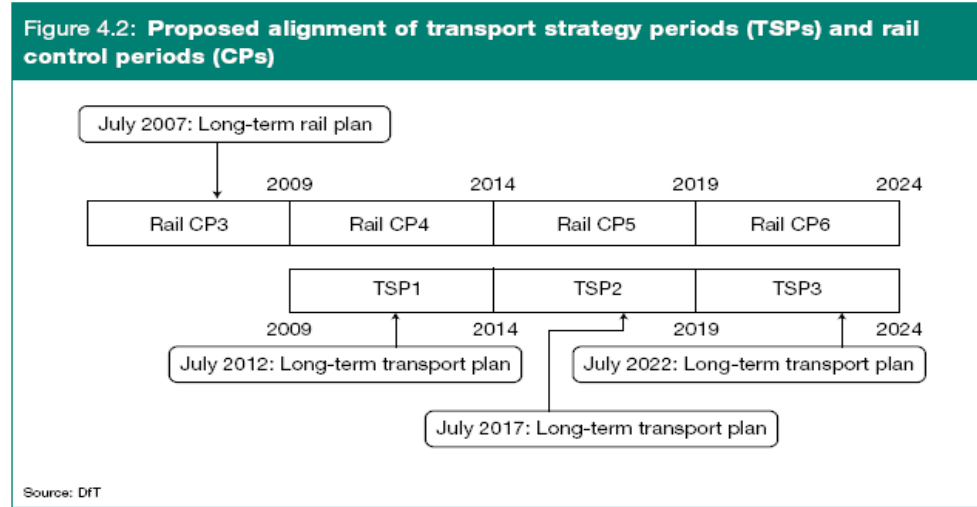 Figure 4.2: Proposed alignment of transport strategy periods (TSPs) and rail
control periods (CPs)
July 2007: Long-term rail plan
2009 2014 2019 2024
Rail CP3 Rail CP4 Rail CP5 Rail CP6
TSP1 TSP2 TSP3
2009 2014 2019 2024
July 2012: Long-term transport plan July 2022: Long-term transport plan
July 2017: Long-term transport plan
Source: DfT